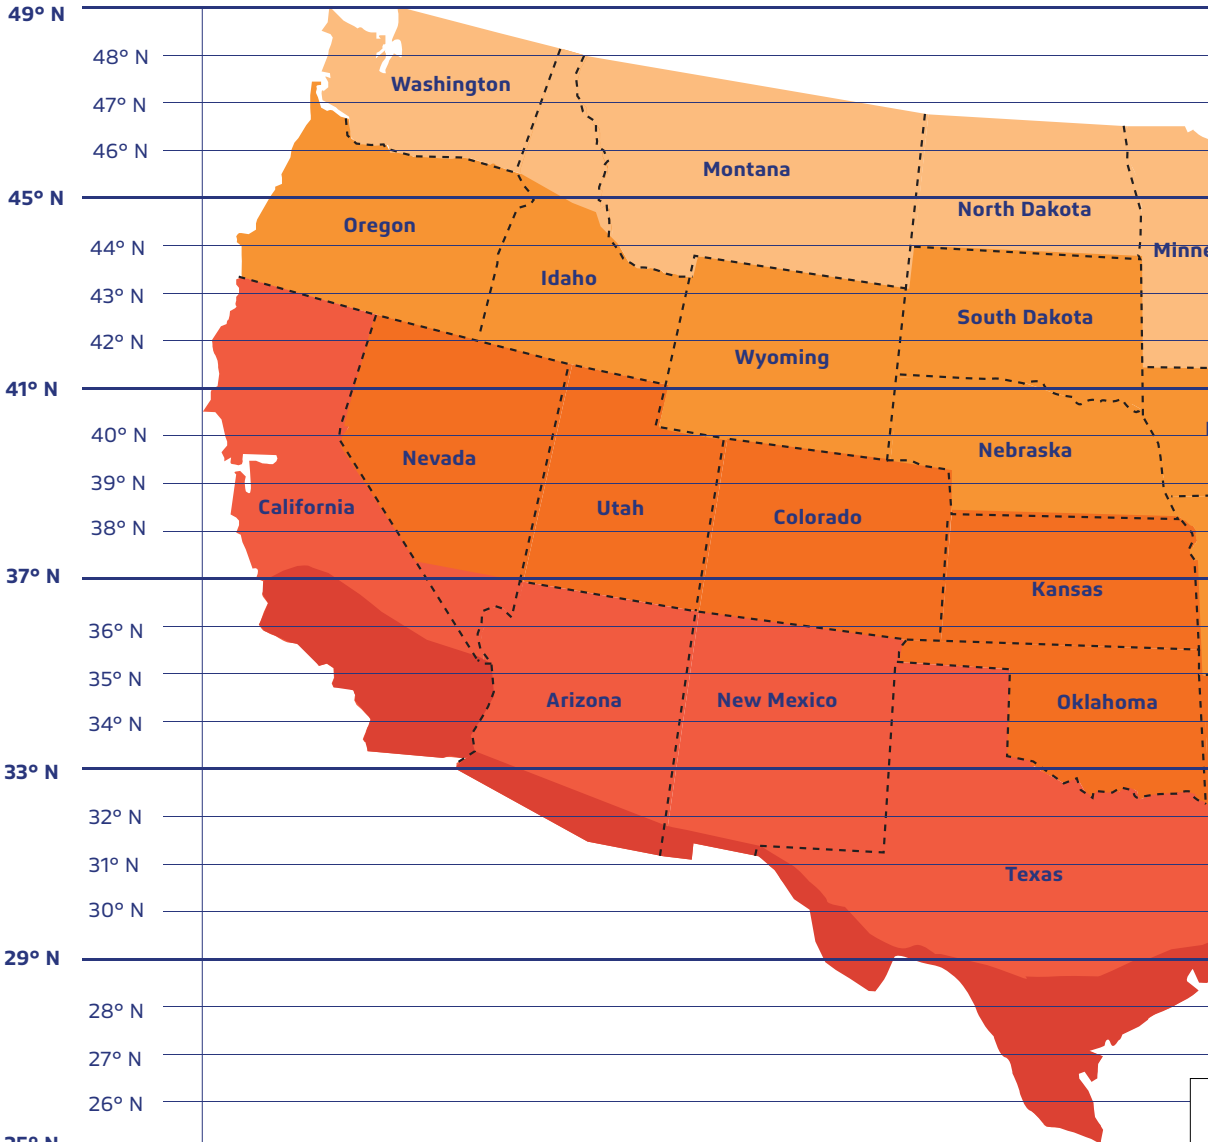 49° N
48° N
Washington
47° N
46° N
Montana
45° N
North Dakota
Oregon
44° N
Minne
Idaho
43° N
South Dakota
42° N
Wyoming
41° N
40° N
Nebraska
Nevada
39° N
California
Utah
Colorado
38° N
37° N
Kansas
36° N
35° N
Arizona
New Mexico
Oklahoma
34° N
33° N
32° N
31° N
Texas
30° N
29° N
28° N
27° N
26° N
25° N